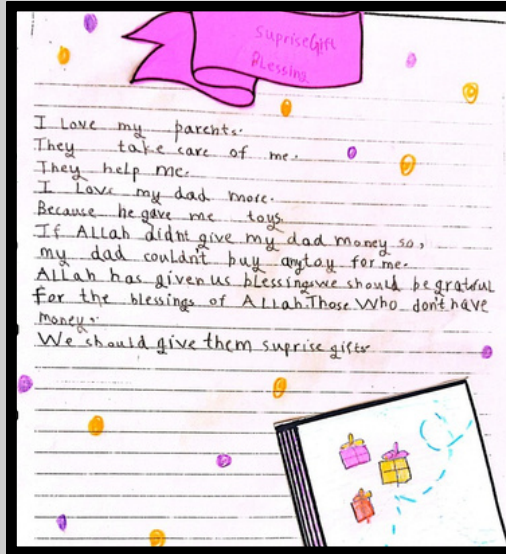 SupriseGift
BLessing
I Love my parents.
They take care of me.
They help me.
I Love my dad more.
Because he gave me toys.
If ALLah didnt give my dad money so,
my dad couldn't buy anytoy for me.
ALLah has given us blessings we should be grateful
for the blessings of ALLah. Those Who don't have
money.
We should give them suprise gifts.